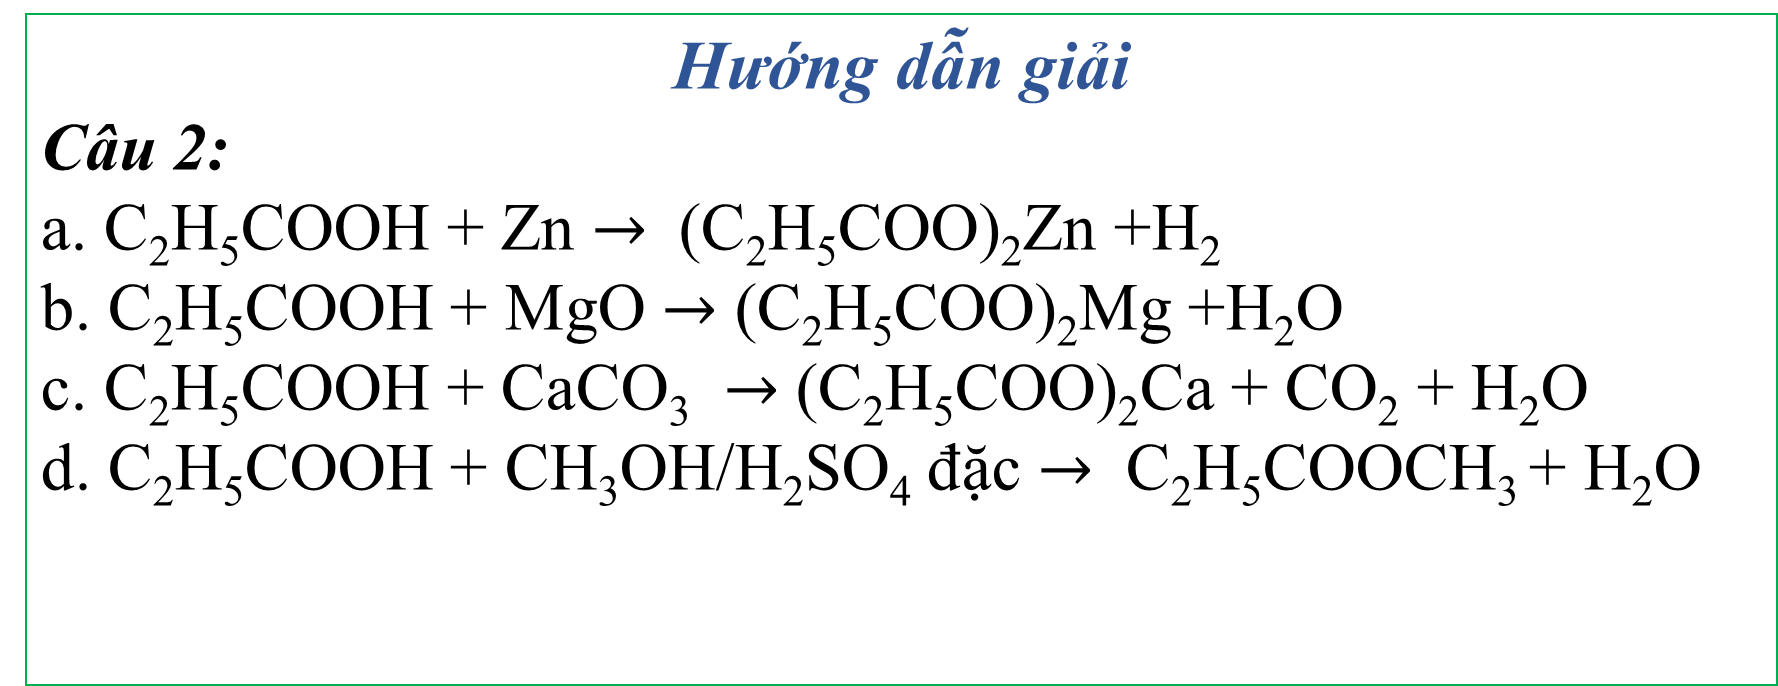 Hướng dẫn giải
Câu 2:
a. C₂H₅COOH + Zn → (C₂H₅COO)₂Zn +H₂
b. C₂H₅COOH + MgO → (C₂H₅COO)₂Mg +H₂O
c. C₂H₅COOH + CaCO₃ → (C₂H₅COO)₂Ca + CO₂ + H₂O
d. C₂H₅COOH + CH₃OH/H₂SO₄ đặc → C₂H₅COOCH₃ + H₂O